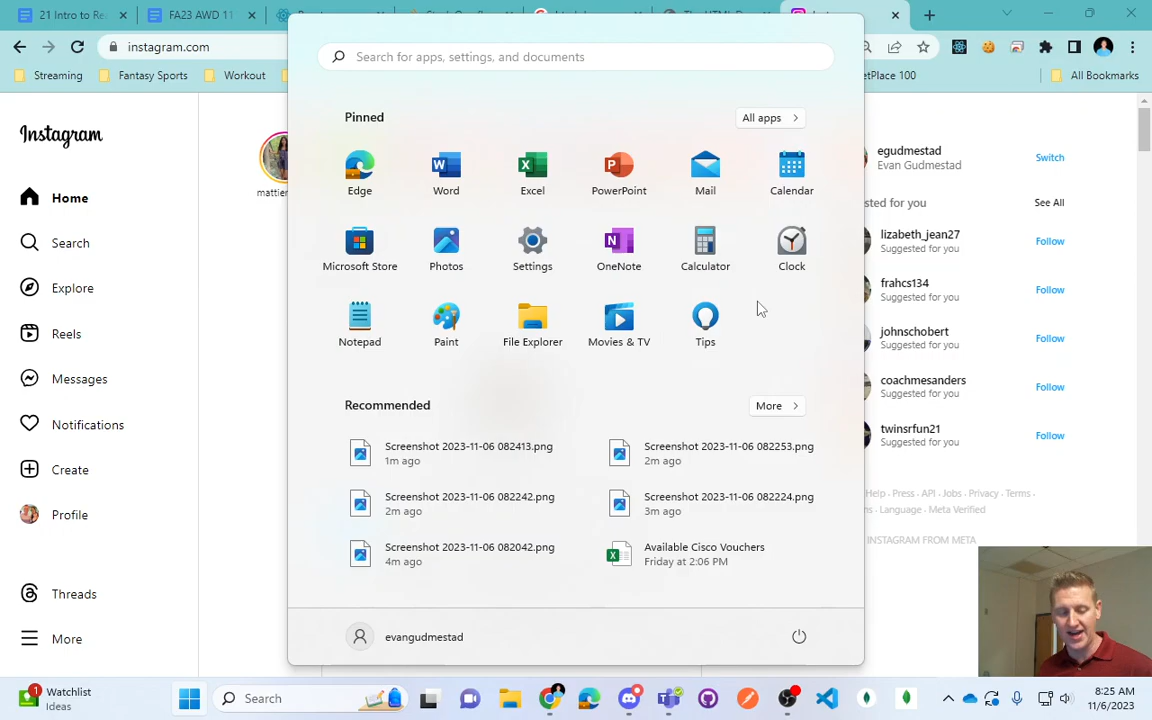 21 Intro to Re
FA23 AWD 11
instagram.com
Streaming
Fantasy Sports
Workout
etPlace 100
All Bookmarks
Instagram
Home
Search
Explore
Reels
Messages
Notifications
Create
Profile
Threads
More
Search for apps, settings, and documents
Pinned
All apps >
Edge
Word
Excel
PowerPoint
Mail
Calendar
Microsoft Store
Photos
Settings
OneNote
Calculator
Clock
Notepad
Paint
File Explorer
Movies & TV
Tips
Recommended
More >
Screenshot 2023-11-06 082413.png
1m ago
Screenshot 2023-11-06 082253.png
2m ago
Screenshot 2023-11-06 082242.png
2m ago
Screenshot 2023-11-06 082224.png
3m ago
Screenshot 2023-11-06 082042.png
4m ago
Available Cisco Vouchers
Friday at 2:06 PM
evangudmestad
mattier
egudmestad
Evan Gudmestad
Switch
sted for you
See All
lizabeth_jean27
Suggested for you
Follow
frahcs134
Suggested for you
Follow
johnschobert
Suggested for you
Follow
coachmesanders
Suggested for you
Follow
twinsrfun21
Suggested for you
Follow
Help · Press · API · Jobs · Privacy · Terms ·
ns · Language · Meta Verified
INSTAGRAM FROM META
1
Watchlist
Ideas
Search
8:25 AM
11/6/2023